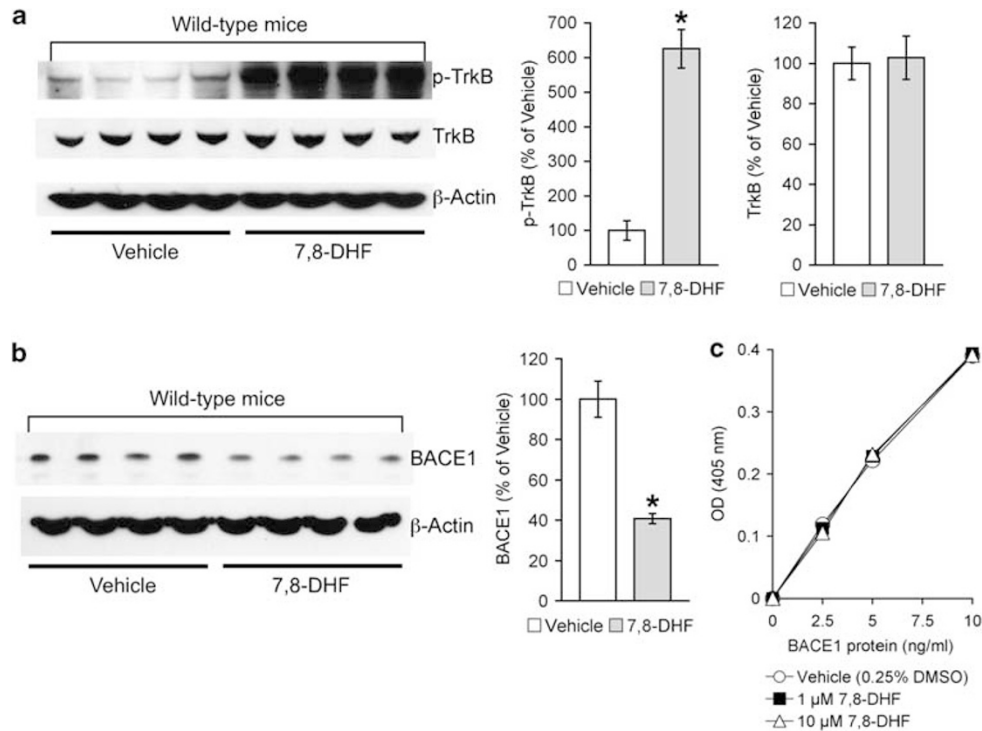 a
Wild-type mice
p-TrkB
TrkB
β-Actin
Vehicle 7,8-DHF
p-TrkB (% of Vehicle)
700
600
500
400
300
200
100
0
*
Vehicle 7,8-DHF
TrkB (% of Vehicle)
120
100
80
60
40
20
0
Vehicle 7,8-DHF
b
Wild-type mice
BACE1
β-Actin
Vehicle 7,8-DHF
BACE1 (% of Vehicle)
120
100
80
60
40
20
0
*
Vehicle 7,8-DHF
c
OD (405 nm)
0.4
0.3
0.2
0.1
0
0 2.5 5 7.5 10
BACE1 protein (ng/ml)
Vehicle (0.25% DMSO)
1 µM 7,8-DHF
10 µM 7,8-DHF